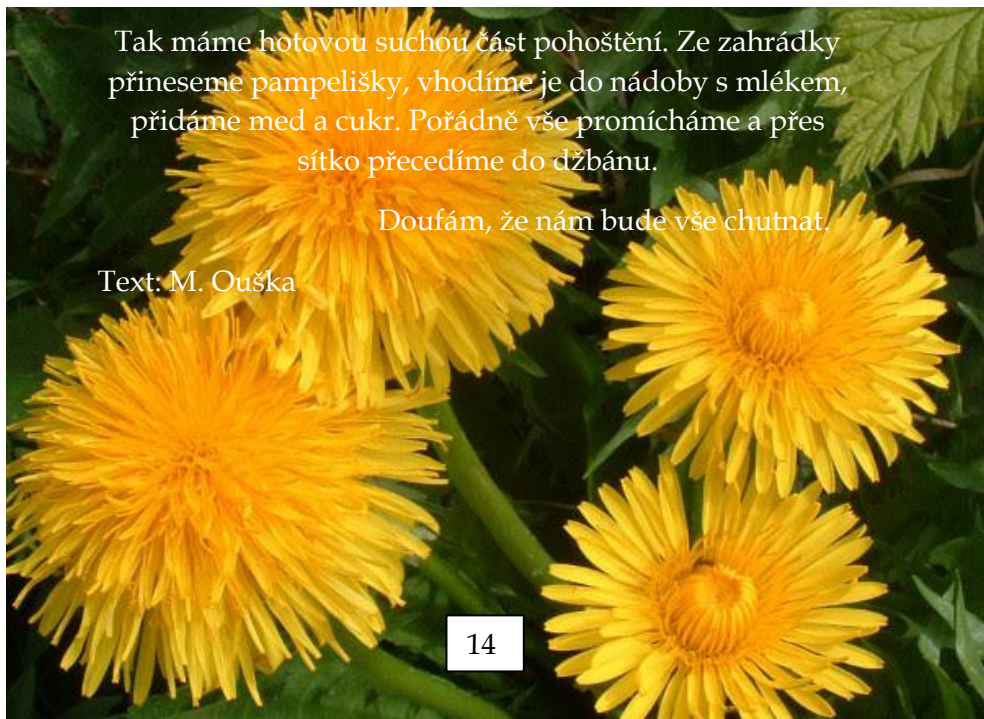 Tak máme hotovou suchou část pohoštění. Ze zahrádky
přineseme pampelišky, vhodíme je do nádoby s mlékem,
přidáme med a cukr. Pořádně vše promícháme a přes
sítko přecedíme do džbánu.
Doufám, že nám bude vše chutnat.
Text: M. Ouška
14